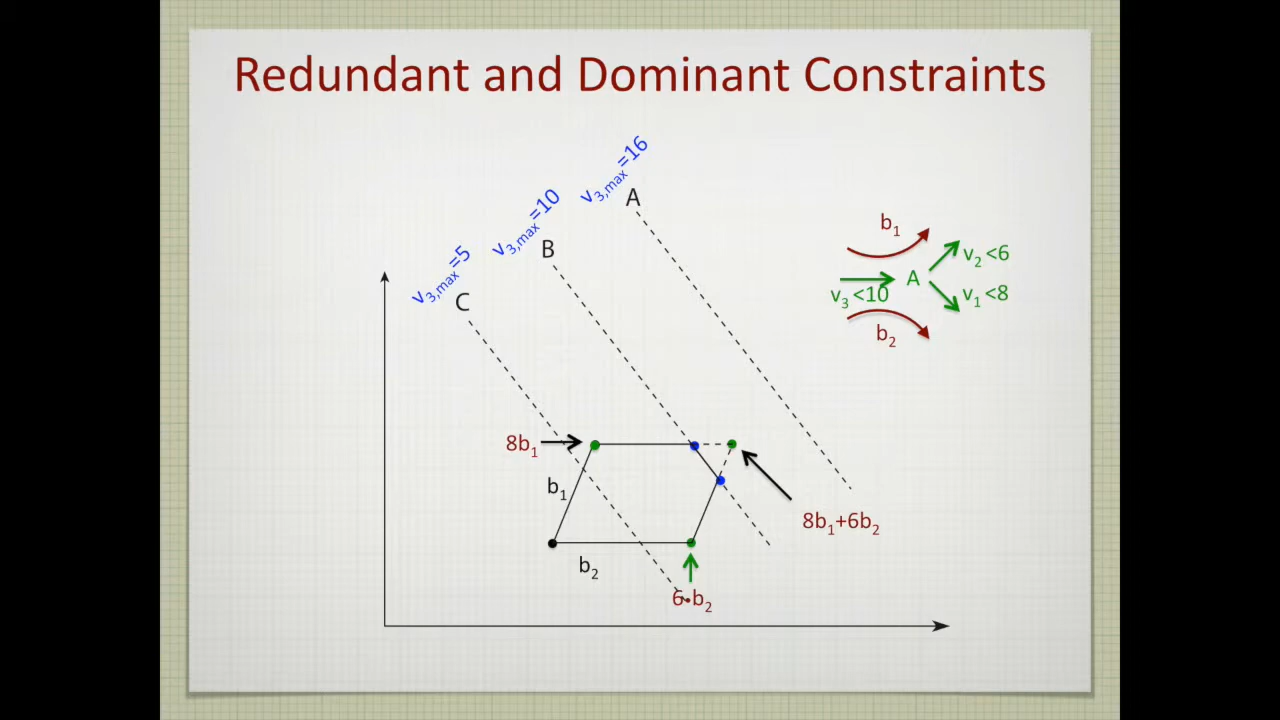 Redundant and Dominant Constraints
v3,max=16
A
v3,max=10
B
v3,max=5
C
b1
v2 <6
A
v3 <10
v1 <8
b2
8b1
b1
8b1+6b2
b2
6•b2